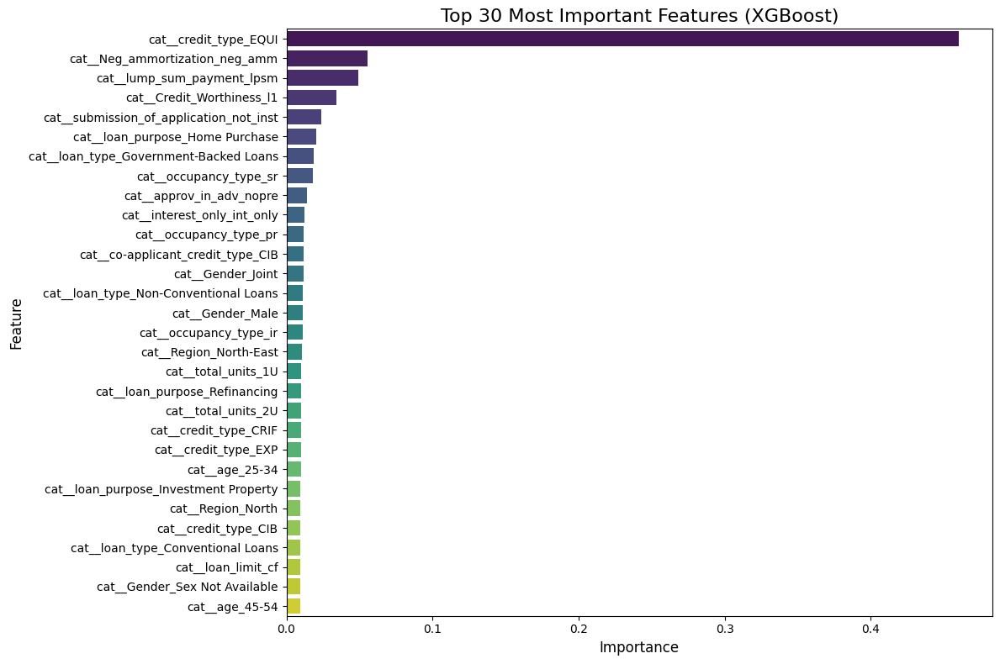 Top 30 Most Important Features (XGBoost)
cat__credit_type_EQUI
cat__Neg_ammortization_neg_amm
cat__lump_sum_payment_lpsm
cat__Credit_Worthiness_l1
cat__submission_of_application_not_inst
cat__loan_purpose_Home Purchase
cat__loan_type_Government-Backed Loans
cat__occupancy_type_sr
cat__approv_in_adv_nopre
cat__interest_only_int_only
cat__occupancy_type_pr
cat__co-applicant_credit_type_CIB
cat__Gender_Joint
cat__loan_type_Non-Conventional Loans
cat__Gender_Male
cat__occupancy_type_ir
cat__Region_North-East
cat__total_units_1U
cat__loan_purpose_Refinancing
cat__total_units_2U
cat__credit_type_CRIF
cat__credit_type_EXP
cat__age_25-34
cat__loan_purpose_Investment Property
cat__Region_North
cat__credit_type_CIB
cat__loan_type_Conventional Loans
cat__loan_limit_cf
cat__Gender_Sex Not Available
cat__age_45-54
Feature
0.0 0.1 0.2 0.3 0.4
Importance